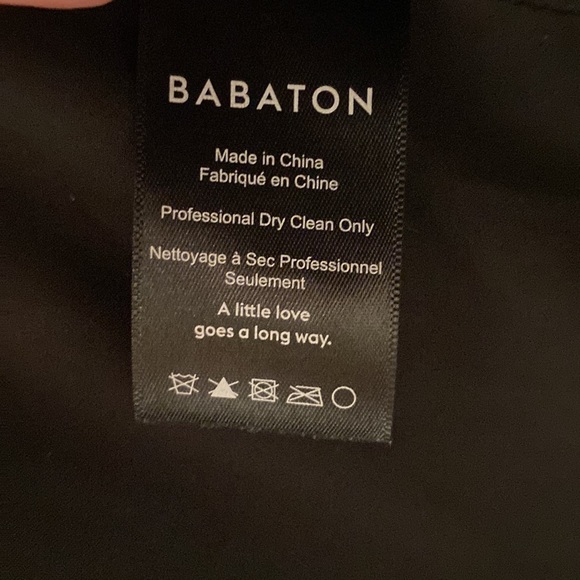 BABATON
Made in China
Fabriqué en Chine
Professional Dry Clean Only
Nettoyage à Sec Professionnel
Seulement
A little love
goes a long way.